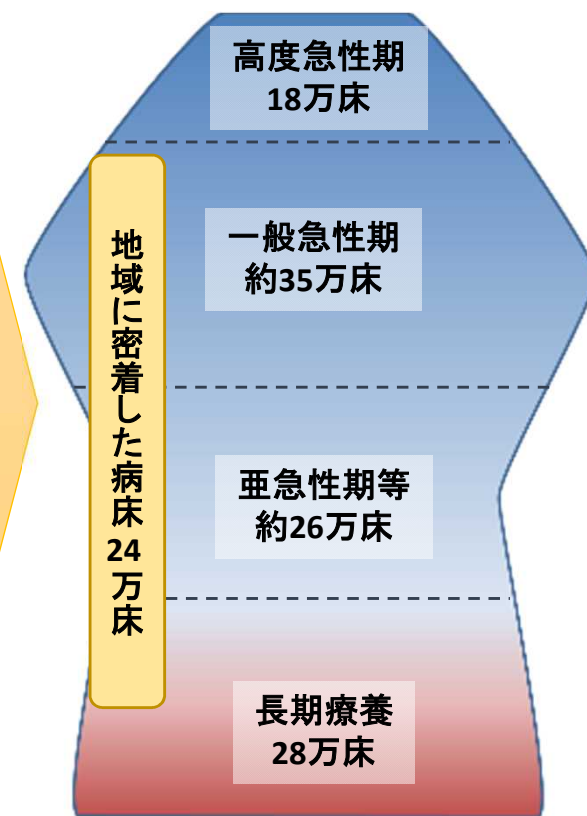 高度急性期
18万床
一般急性期
約35万床
地域に密着した病床24万床
亜急性期等
約26万床
長期療養
28万床